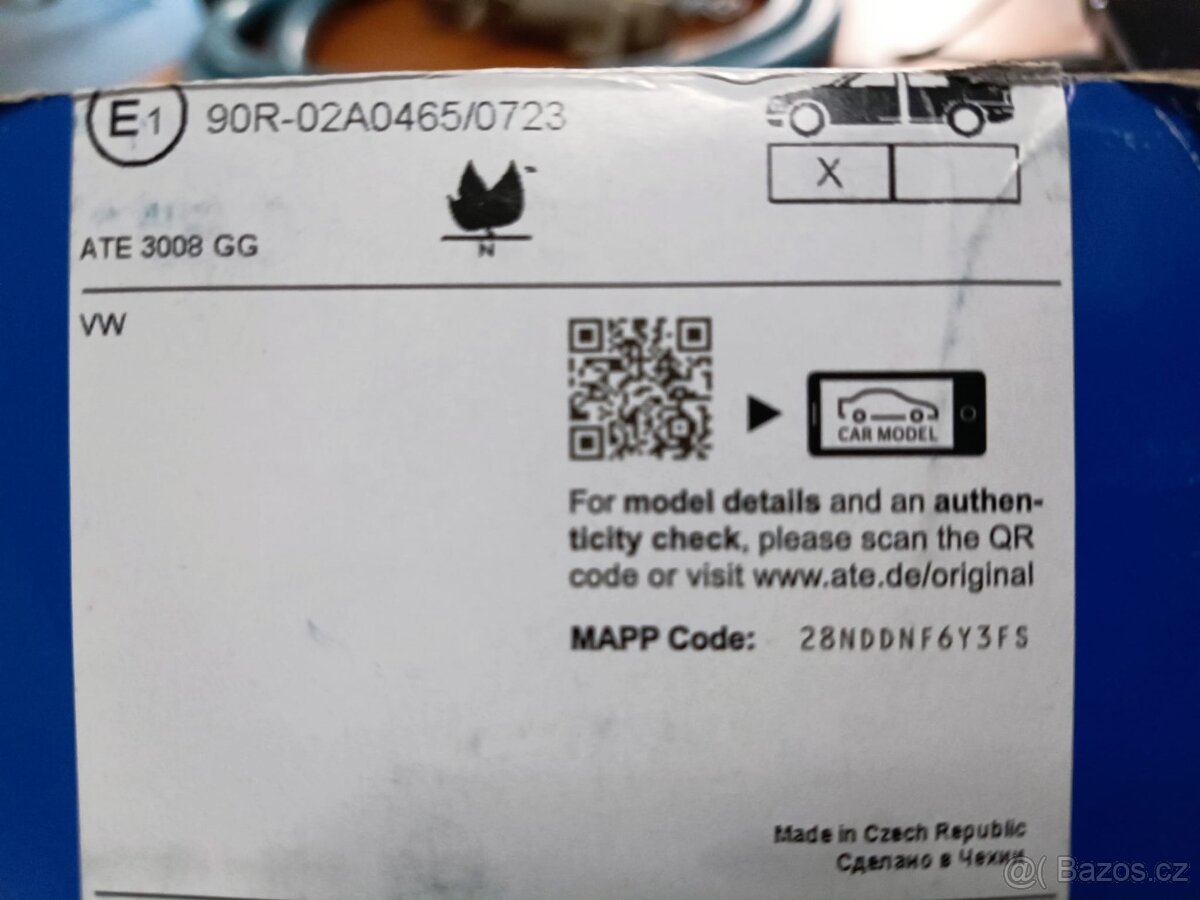 E1 90R-02A0465/0723
X
N
ATE 3008 GG
VW
CAR MODEL
For model details and an authen-
ticity check, please scan the QR
code or visit www.ate.de/original
MAPP Code: 28NDDNF6Y3FS
Made in Czech Republic
Сделано в Чехии
@( Bazos.cz